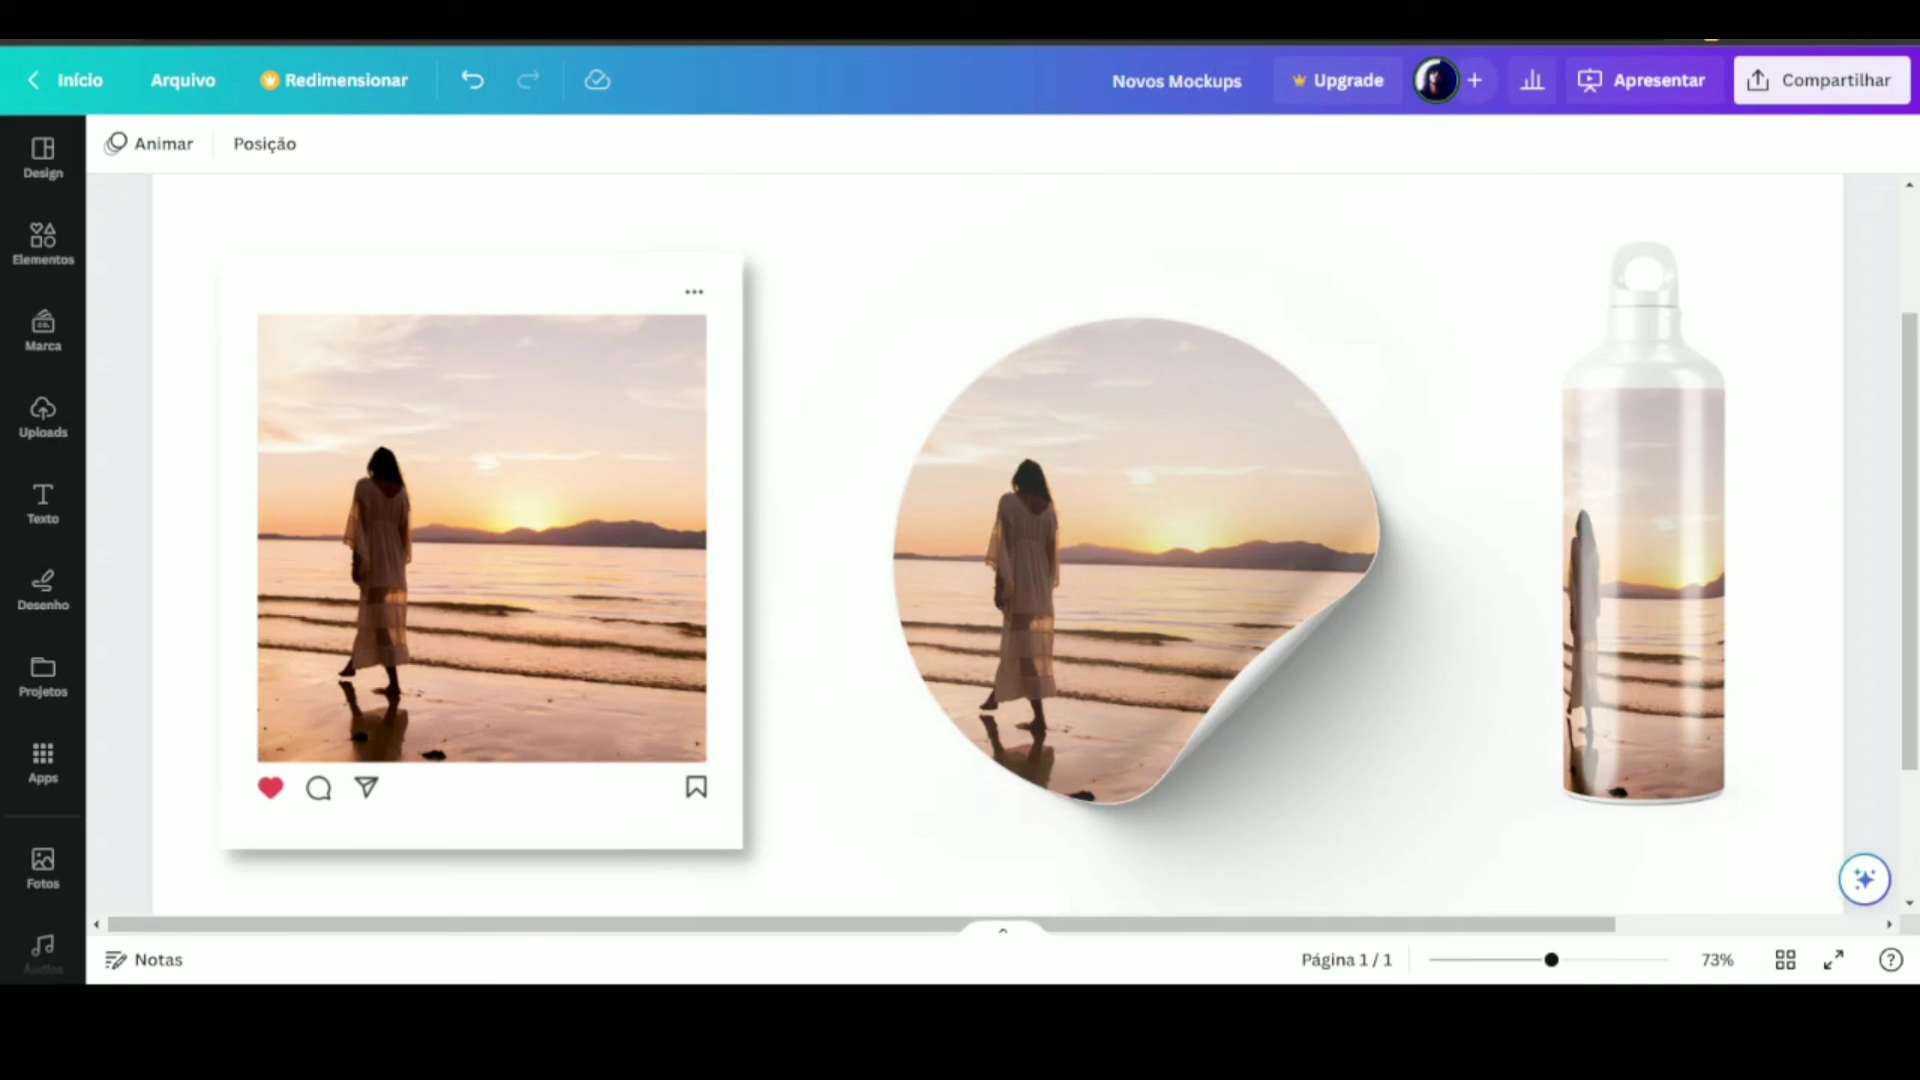 Início
Arquivo
Redimensionar
Novos Mockups
Upgrade
Apresentar
Compartilhar
Animar
Posição
Design
Elementos
Marca
Uploads
Texto
Desenho
Projetos
Apps
Fotos
Áudios
Notas
Página 1 / 1
73%